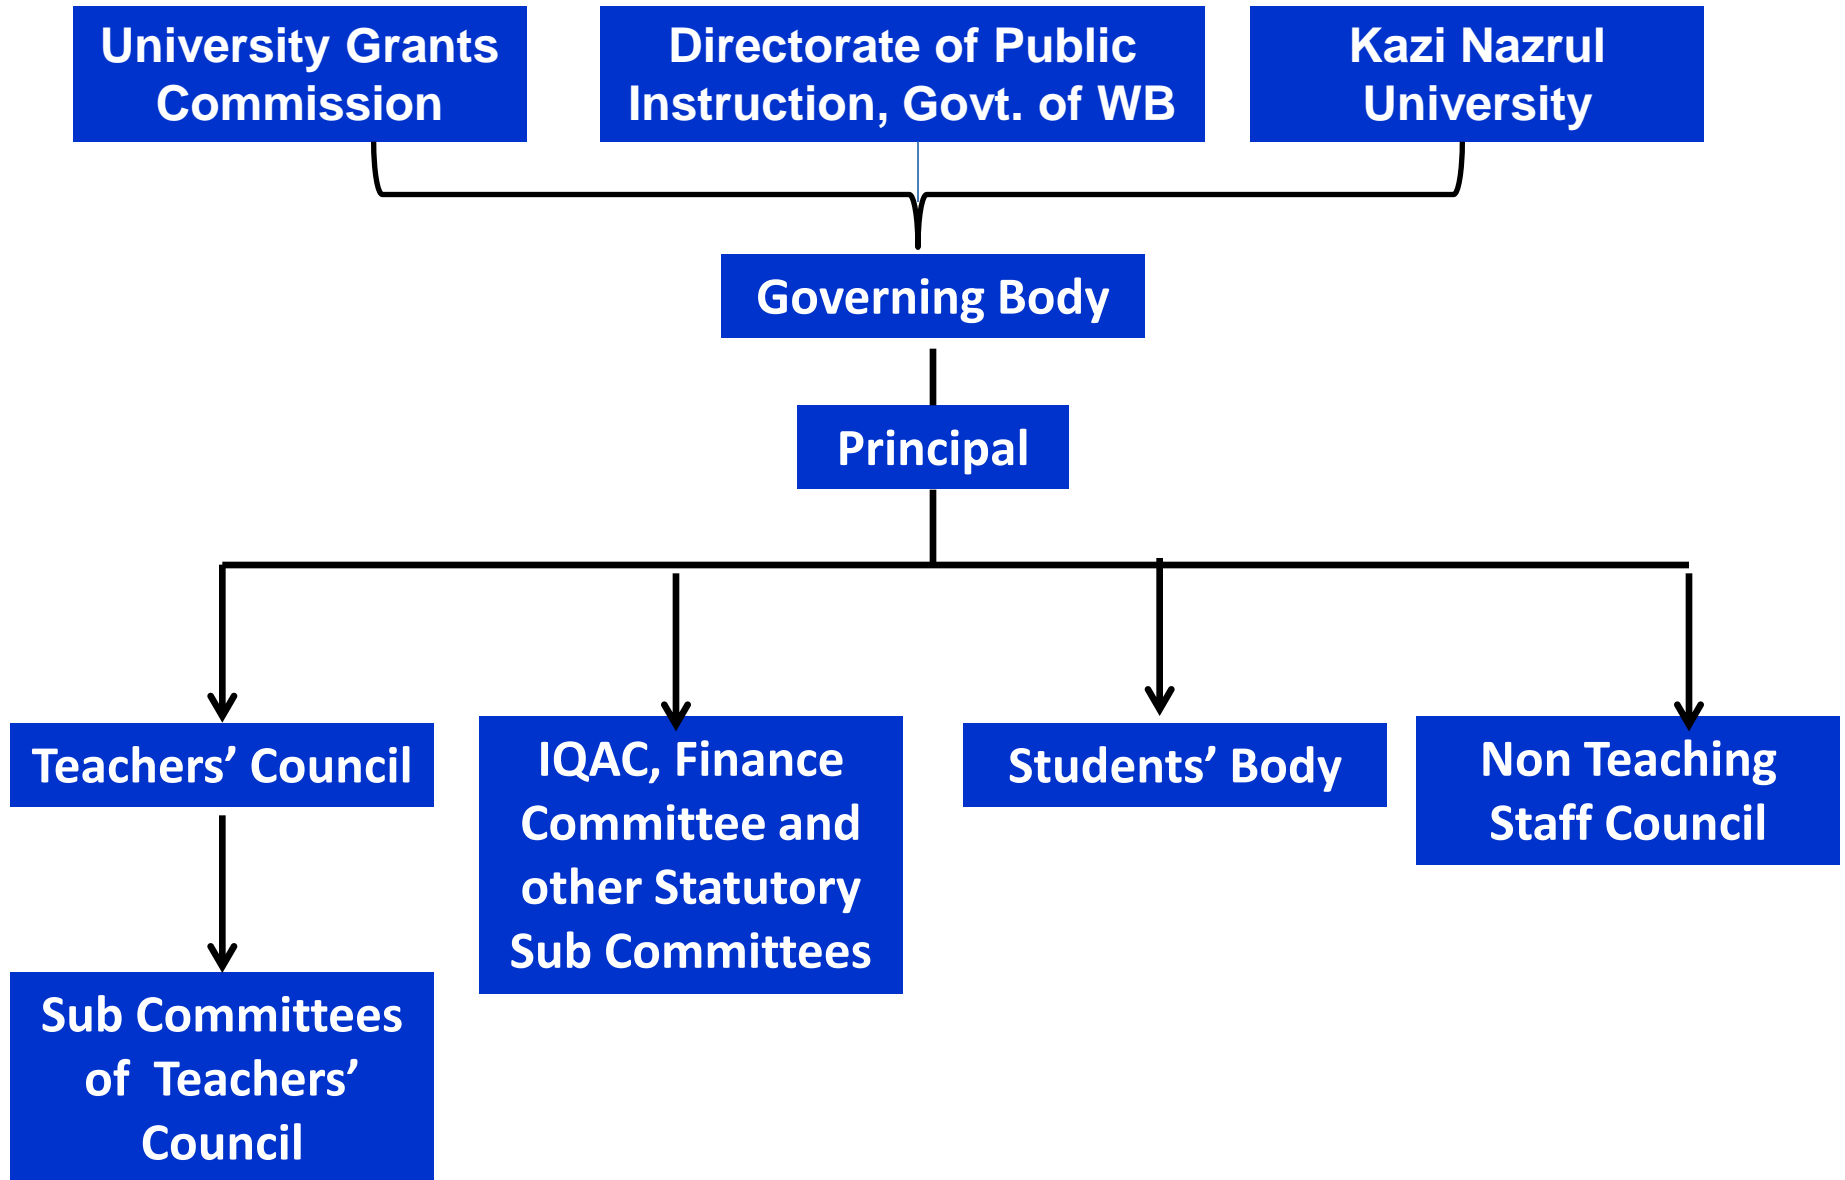 University Grants
Commission
Directorate of Public
Instruction, Govt. of WB
Kazi Nazrul
University
Governing Body
Principal
Teachers’ Council
IQAC, Finance
Committee and
other Statutory
Sub Committees
Students’ Body
Non Teaching
Staff Council
Sub Committees
of  Teachers’
Council